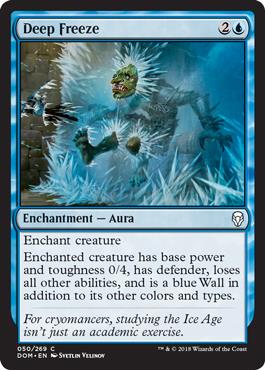 Deep Freeze 2
Enchantment — Aura
Enchant creature
Enchanted creature has base power
and toughness 0/4, has defender, loses
all other abilities, and is a blue Wall in
addition to its other colors and types.
For cryomancers, studying the Ice Age
isn't just an academic exercise.
050/269 C
DOM • EN SVETLIN VELINOV
™ & © 2018 Wizards of the Coast